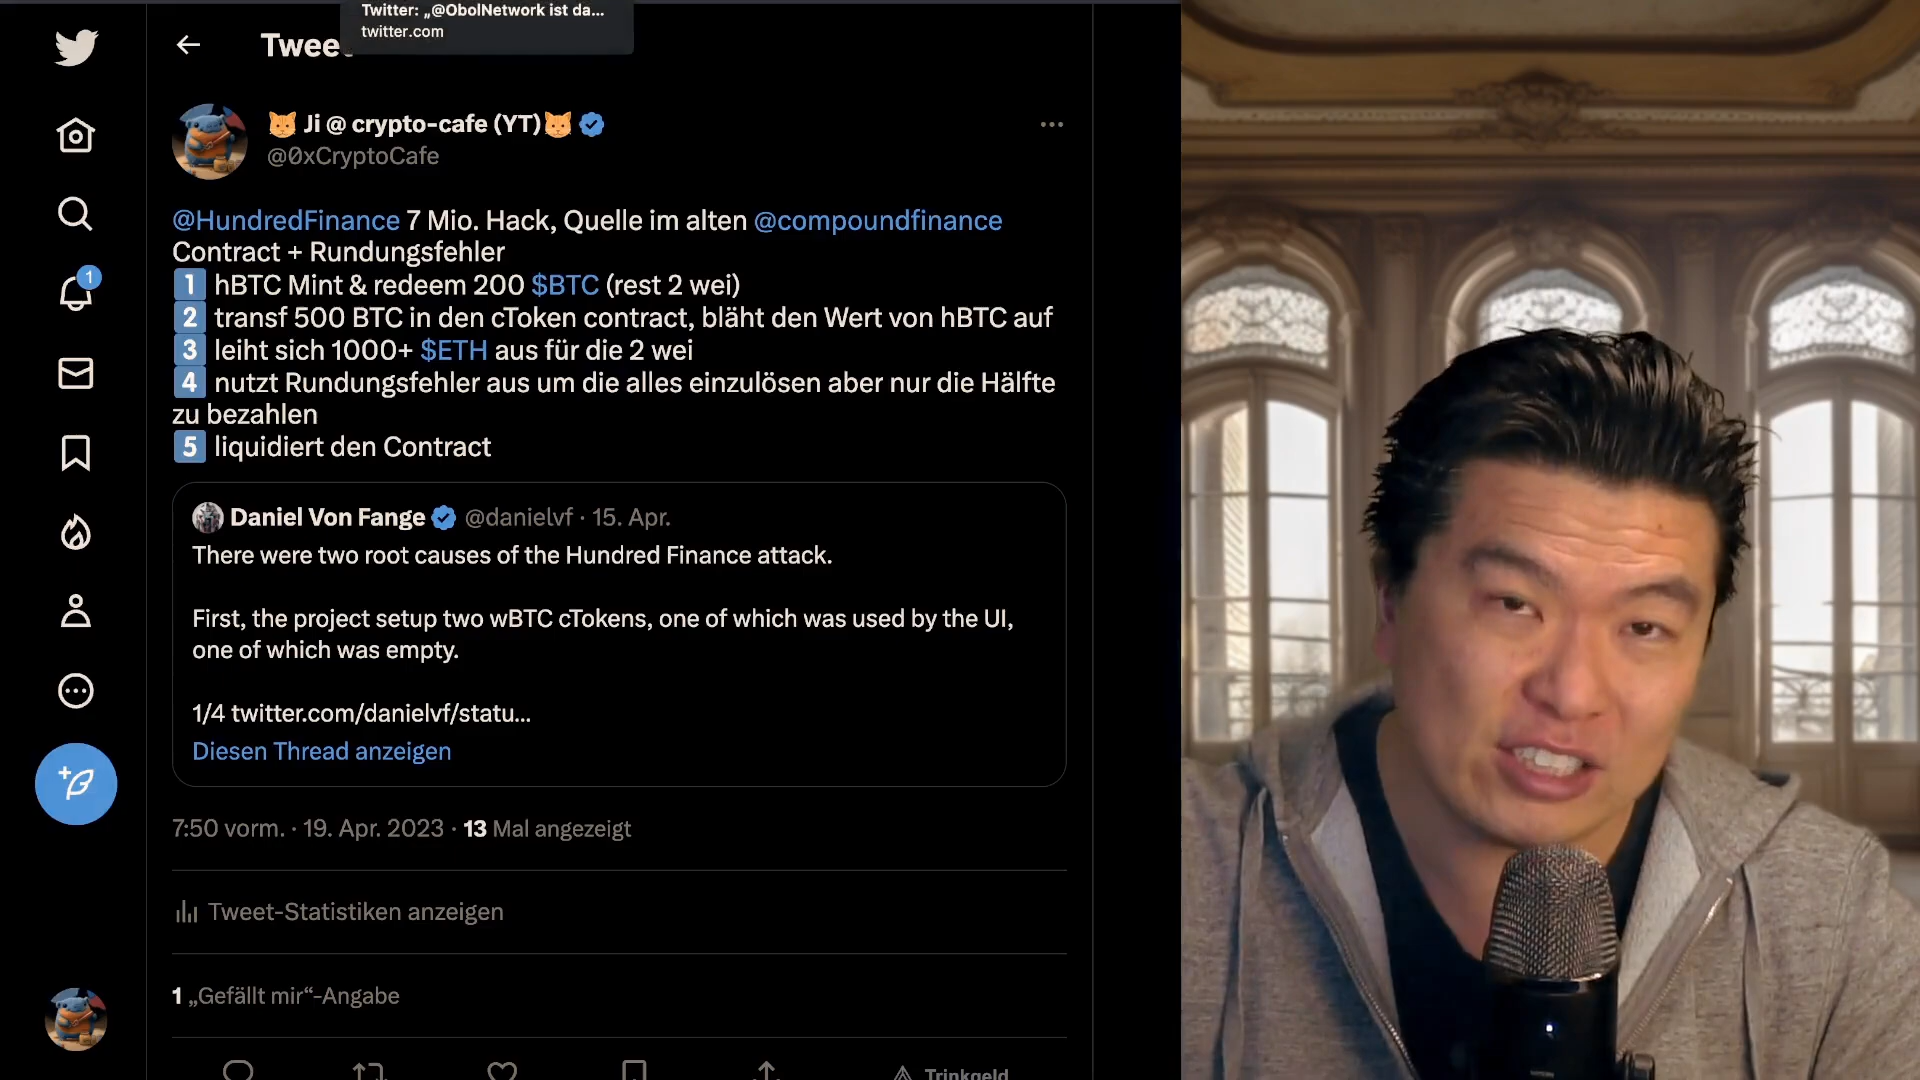 Twitter: „@ObolNetwork ist da...
twitter.com
Tweet
Ji @ crypto-cafe (YT)
@0xCryptoCafe
@HundredFinance 7 Mio. Hack, Quelle im alten @compoundfinance
Contract + Rundungsfehler
1 hBTC Mint & redeem 200 $BTC (rest 2 wei)
2 transf 500 BTC in den cToken contract, bläht den Wert von hBTC auf
3 leiht sich 1000+ $ETH aus für die 2 wei
4 nutzt Rundungsfehler aus um die alles einzulösen aber nur die Hälfte
zu bezahlen
5 liquidiert den Contract
Daniel Von Fange @danielvf · 15. Apr.
There were two root causes of the Hundred Finance attack.
First, the project setup two wBTC cTokens, one of which was used by the UI,
one of which was empty.
1/4 twitter.com/danielvf/statu...
Diesen Thread anzeigen
7:50 vorm. · 19. Apr. 2023 · 13 Mal angezeigt
Tweet-Statistiken anzeigen
1 „Gefällt mir“-Angabe
Trinkgeld
1